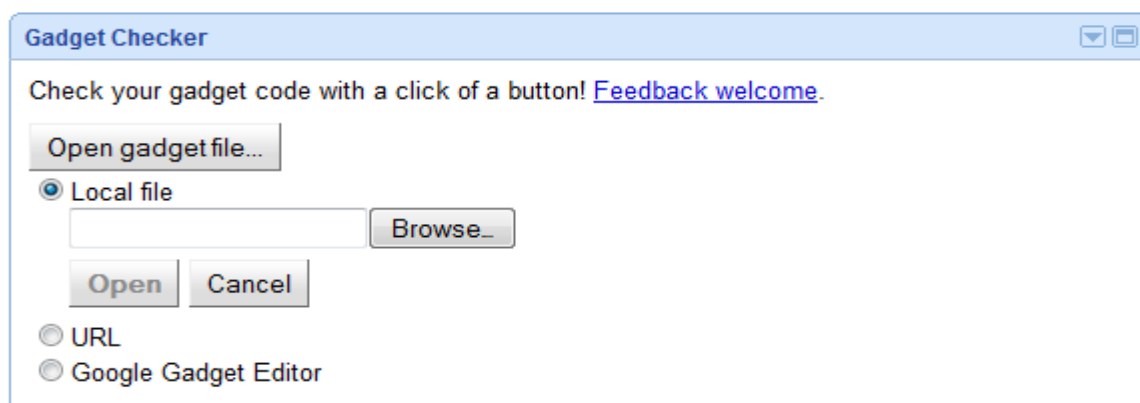 Gadget Checker
Check your gadget code with a click of a button! Feedback welcome.
Open gadget file...
Local file
Browse...
Open Cancel
URL
Google Gadget Editor